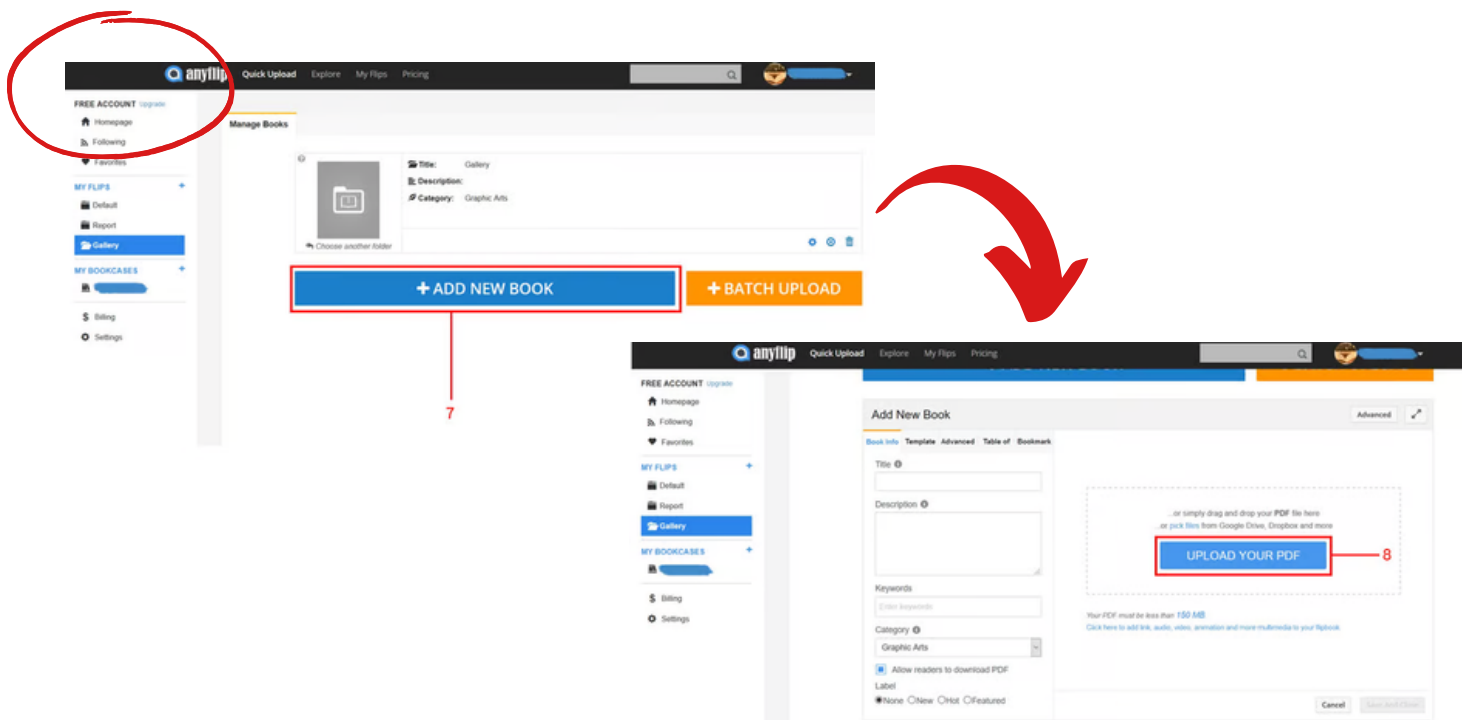 anyflip Quick Upload Explore My Flips Pricing
FREE ACCOUNT Upgrade
Homepage
Following
Favorites
MY FLIPS +
Default
Report
Gallery
MY BOOKCASES +
$ Billing
Settings
Manage Books
Title: Gallery
Description:
Category: Graphic Arts
Choose another folder
+ ADD NEW BOOK
+ BATCH UPLOAD
7
anyflip Quick Upload Explore My Flips Pricing
FREE ACCOUNT Upgrade
Homepage
Following
Favorites
MY FLIPS +
Default
Report
Gallery
MY BOOKCASES +
$ Billing
Settings
Add New Book
Advanced
Book Info Template Advanced Table of Bookmark
Title
Description
Keywords
Enter keywords
Category
Graphic Arts
Allow readers to download PDF
Label
None New Hot Featured
...or simply drag and drop your PDF file here
...or pick files from Google Drive, Dropbox and more
UPLOAD YOUR PDF
8
Your PDF must be less than 150 MB
Click here to add link, audio, video, animation and more multimedia to your flipbook.
Cancel
Save And Close